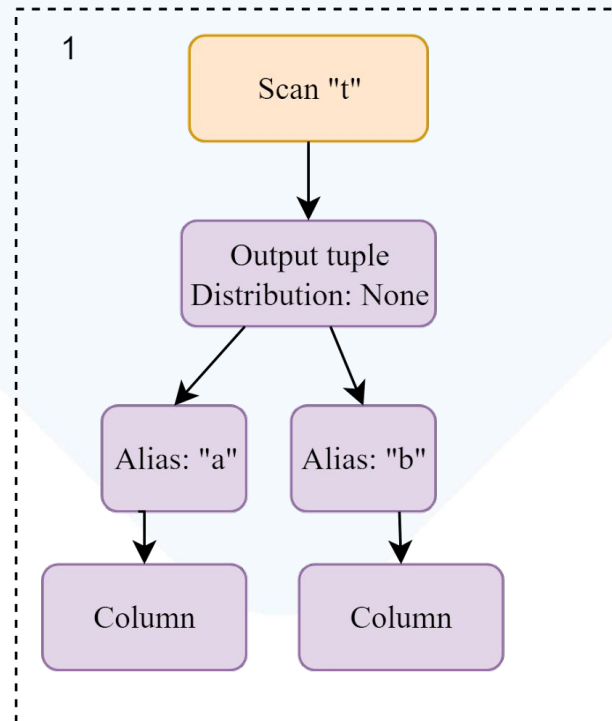 1
Scan "t"
Output tuple
Distribution: None
Alias: "a"
Alias: "b"
Column
Column